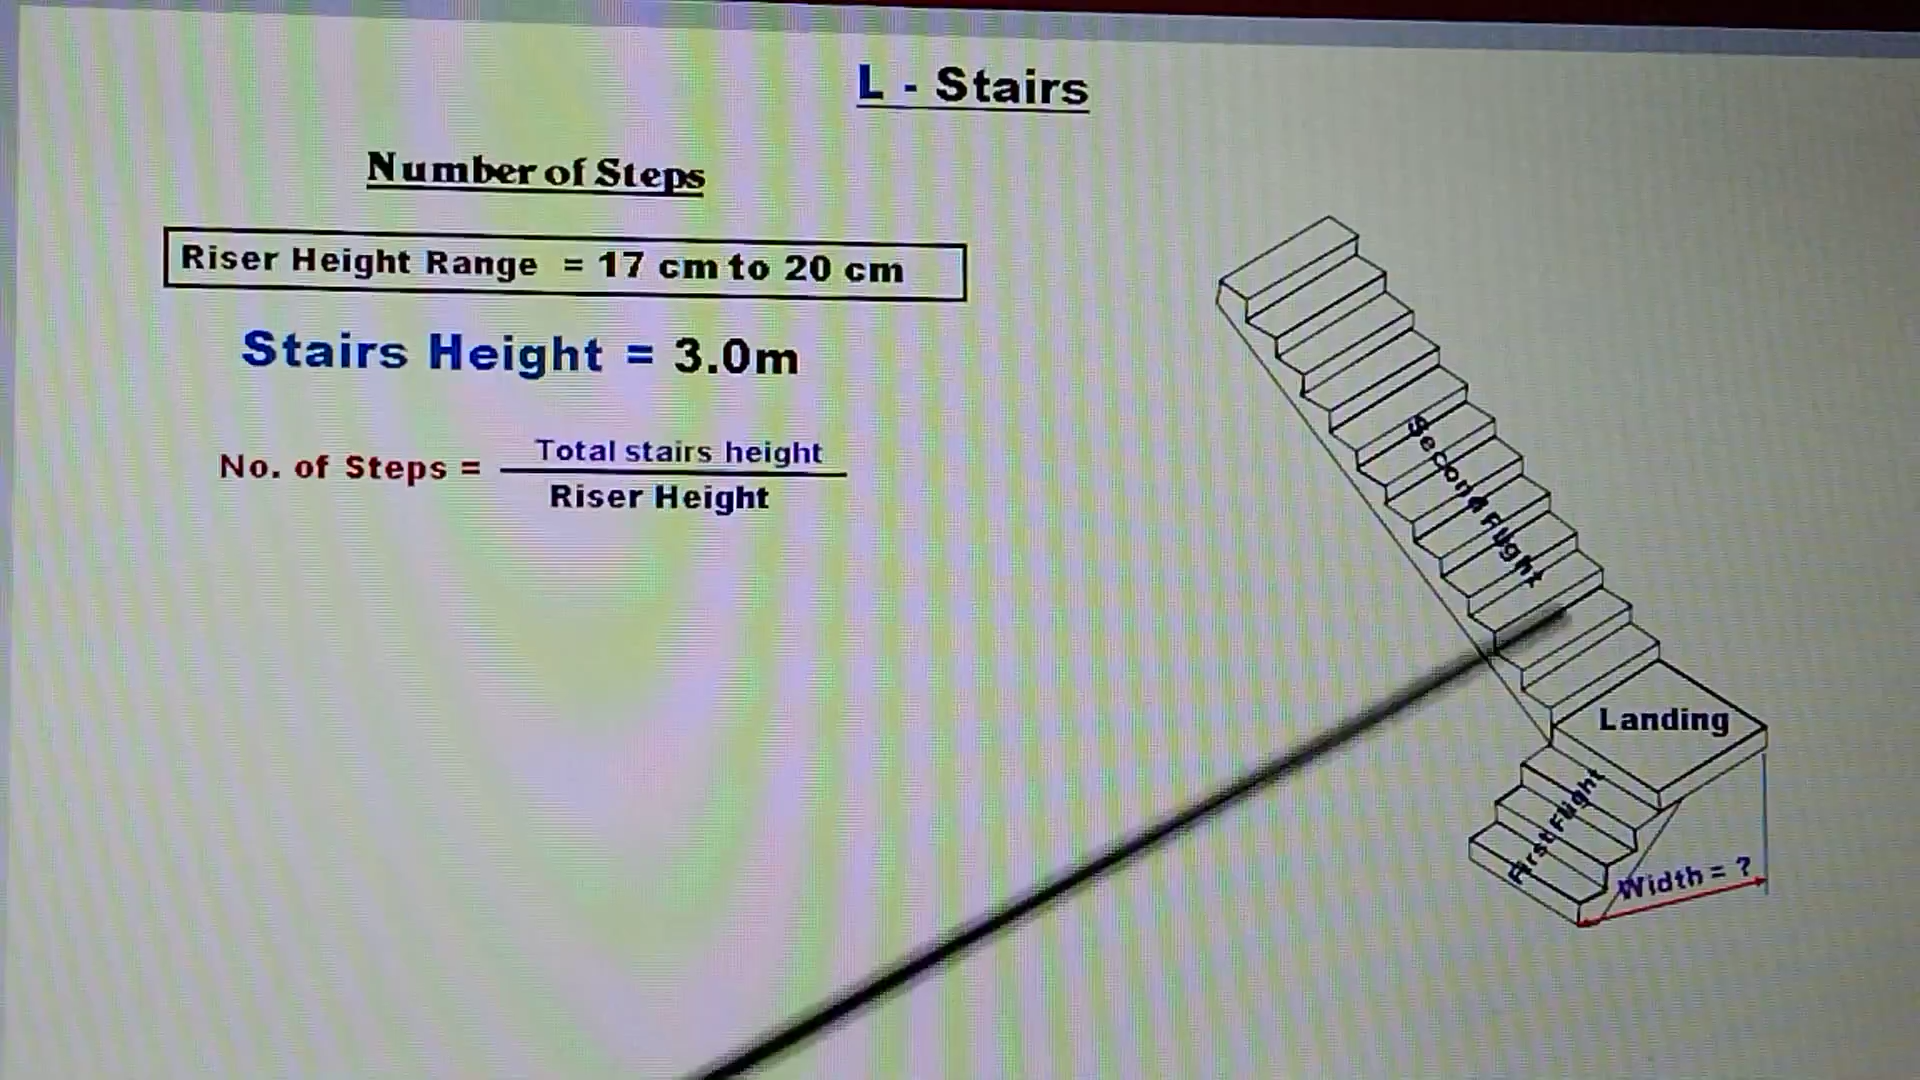 L - Stairs
Number of Steps
Riser Height Range = 17 cm to 20 cm
Stairs Height = 3.0m
No. of Steps = Total stairs height
Riser Height
Second Flight
Landing
First Flight
Width = ?